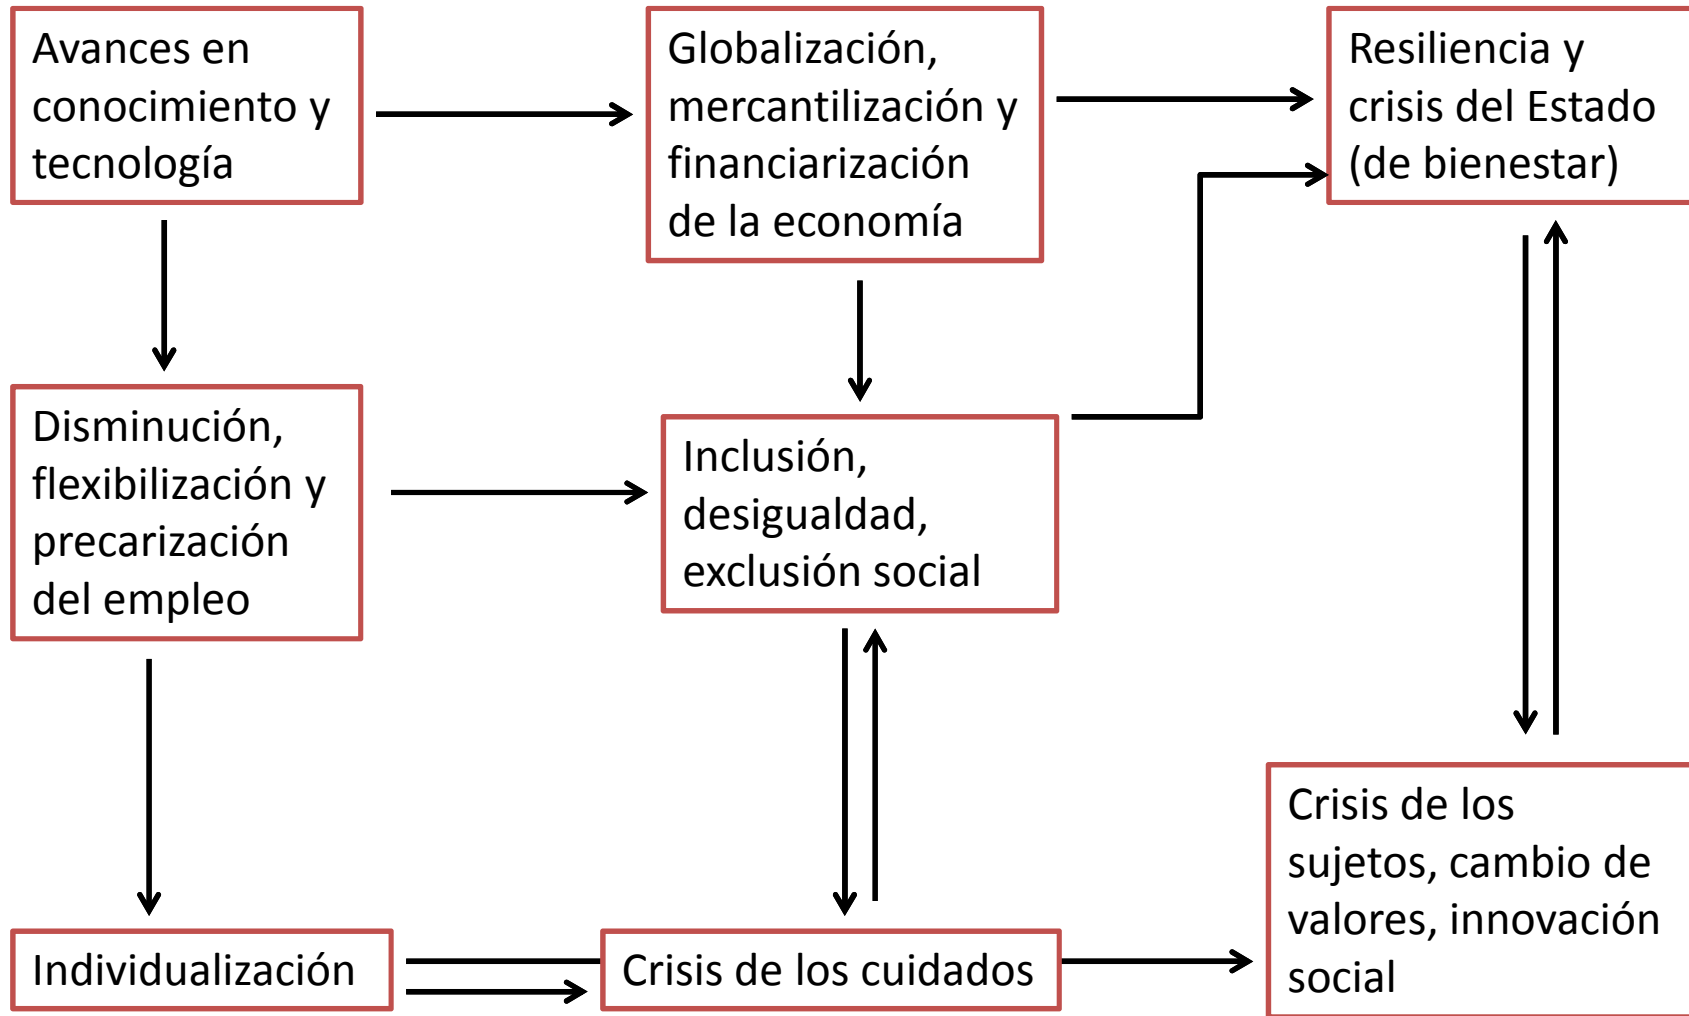 Avances en
conocimiento y
tecnología
Globalización,
mercantilización y
financiarización
de la economía
Resiliencia y
crisis del Estado
(de bienestar)
Disminución,
flexibilización y
precarización
del empleo
Inclusión,
desigualdad,
exclusión social
Crisis de los
sujetos, cambio de
valores, innovación
social
Individualización
Crisis de los cuidados